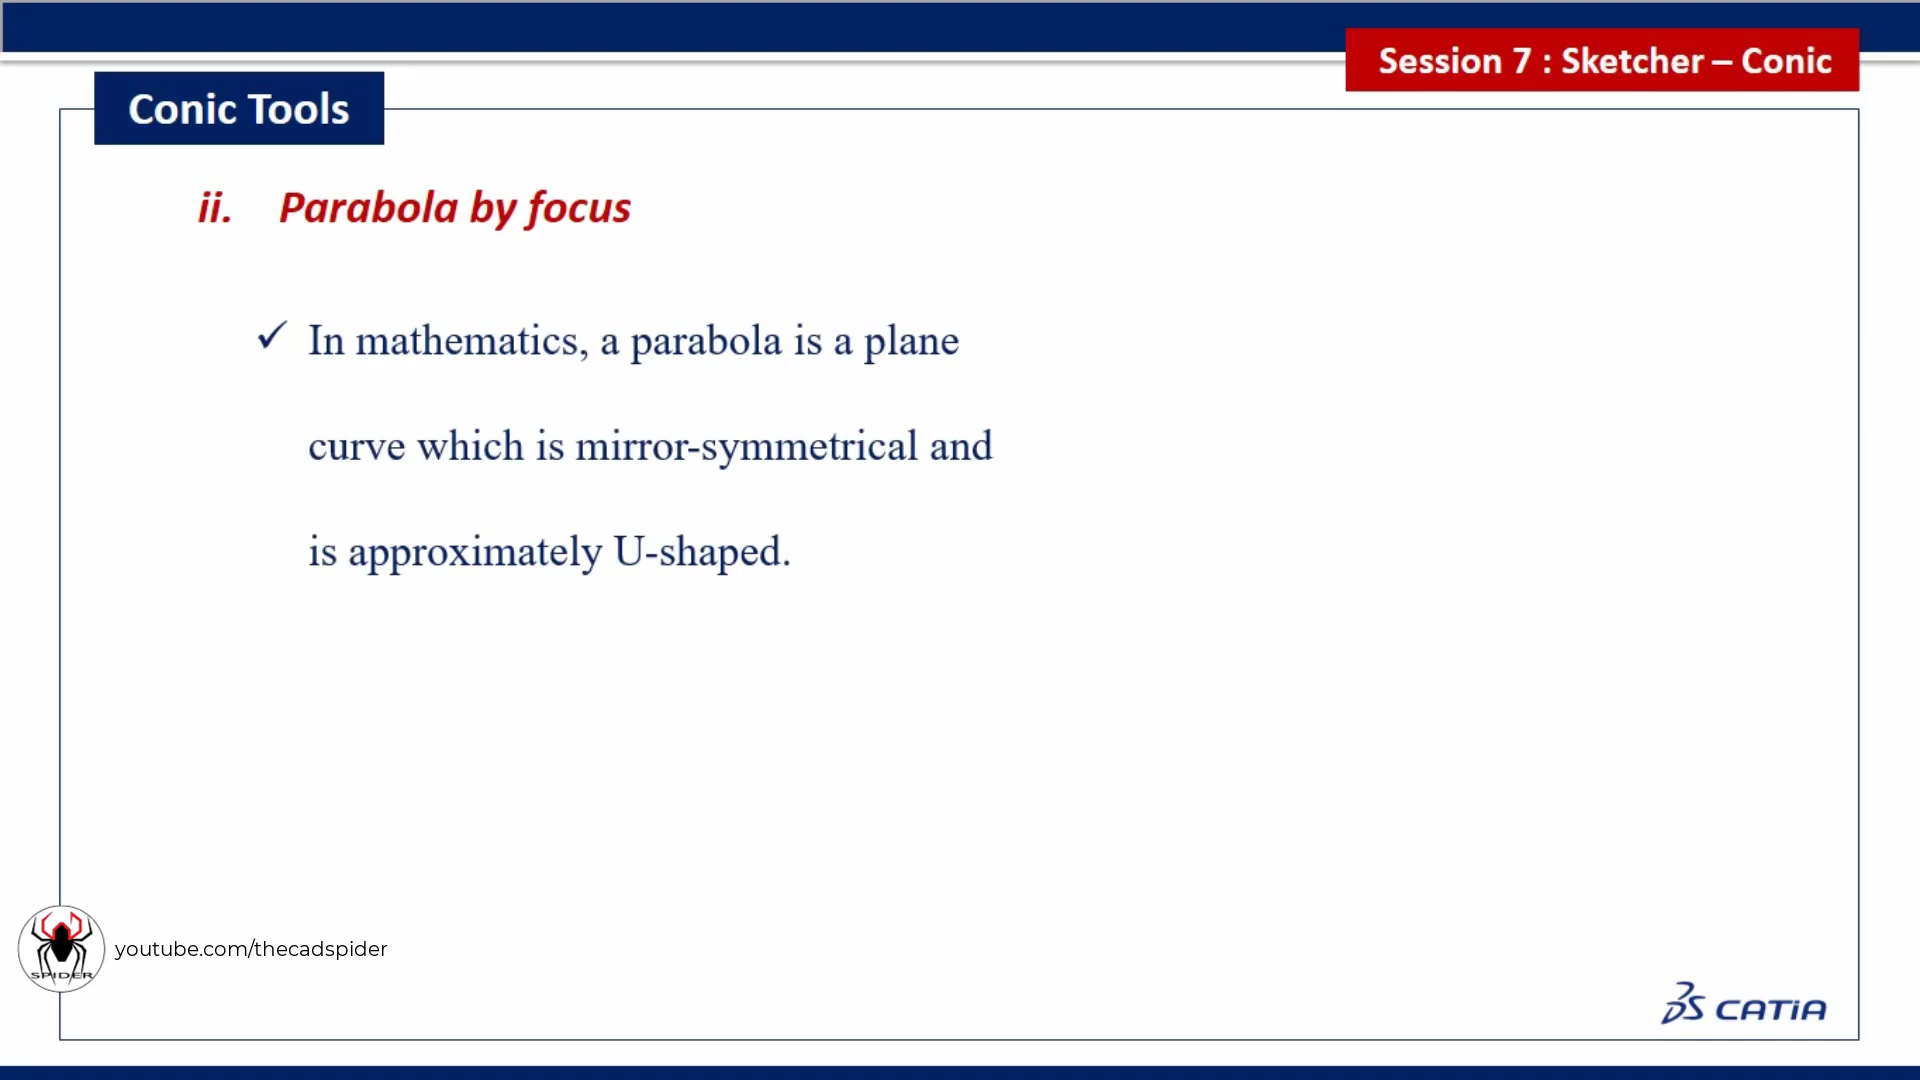 Session 7 : Sketcher – Conic
Conic Tools
ii. Parabola by focus
✓ In mathematics, a parabola is a plane
curve which is mirror-symmetrical and
is approximately U-shaped.
SPIDER
youtube.com/thecadspider
3DS CATIA